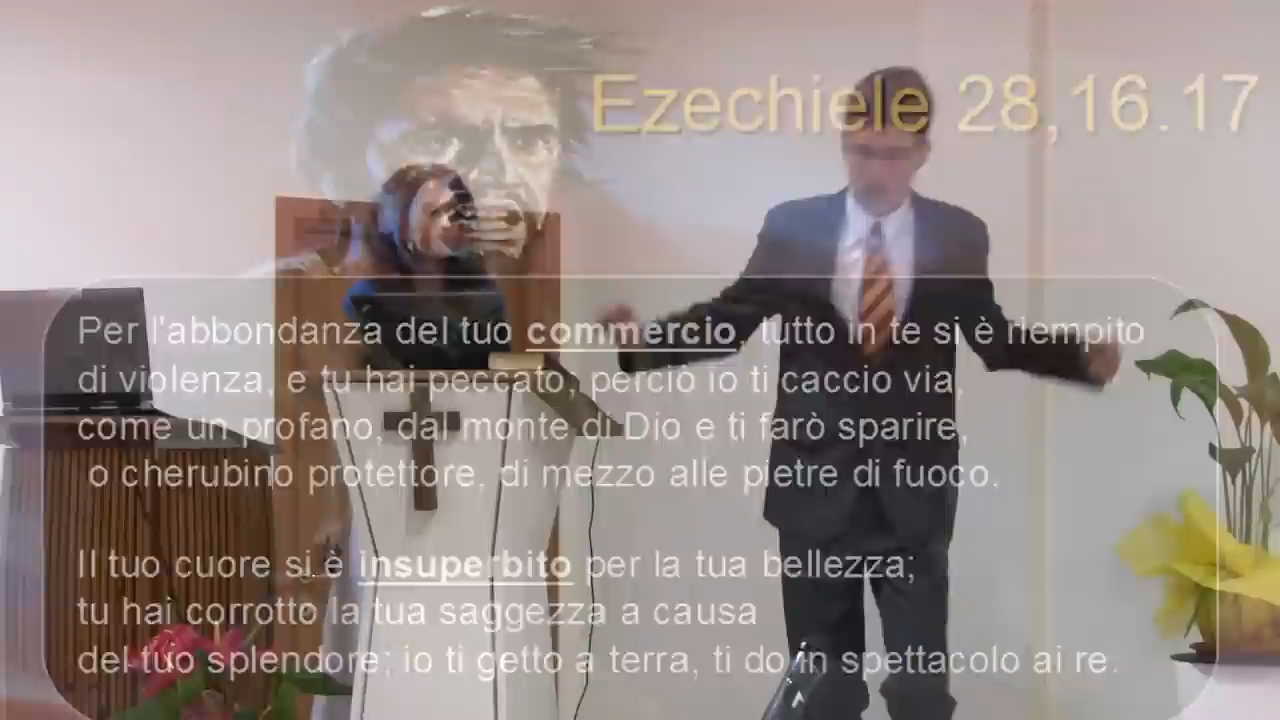 Ezechiele 28,16.17
Per l'abbondanza del tuo commercio, tutto in te si è riempito
di violenza, e tu hai peccato, perciò io ti caccio via,
come un profano, dal monte di Dio e ti farò sparire,
o cherubino protettore, di mezzo alle pietre di fuoco.
Il tuo cuore si è insuperbito per la tua bellezza;
tu hai corrotto la tua saggezza a causa
del tuo splendore; io ti getto a terra, ti do in spettacolo ai re.